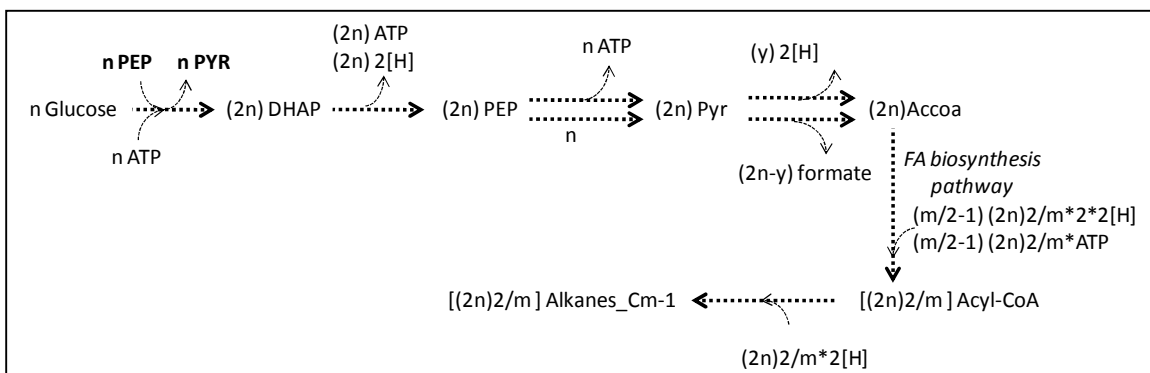 (2n) ATP
(2n) 2[H]
n PEP n PYR
n ATP
(y) 2[H]
n Glucose (2n) DHAP (2n) PEP (2n) Pyr (2n)Accoa
n ATP
n
(2n-y) formate
FA biosynthesis
pathway
(m/2-1) (2n)2/m*2*2[H]
(m/2-1) (2n)2/m*ATP
[(2n)2/m ] Alkanes_Cm-1 [(2n)2/m ] Acyl-CoA
(2n)2/m*2[H]